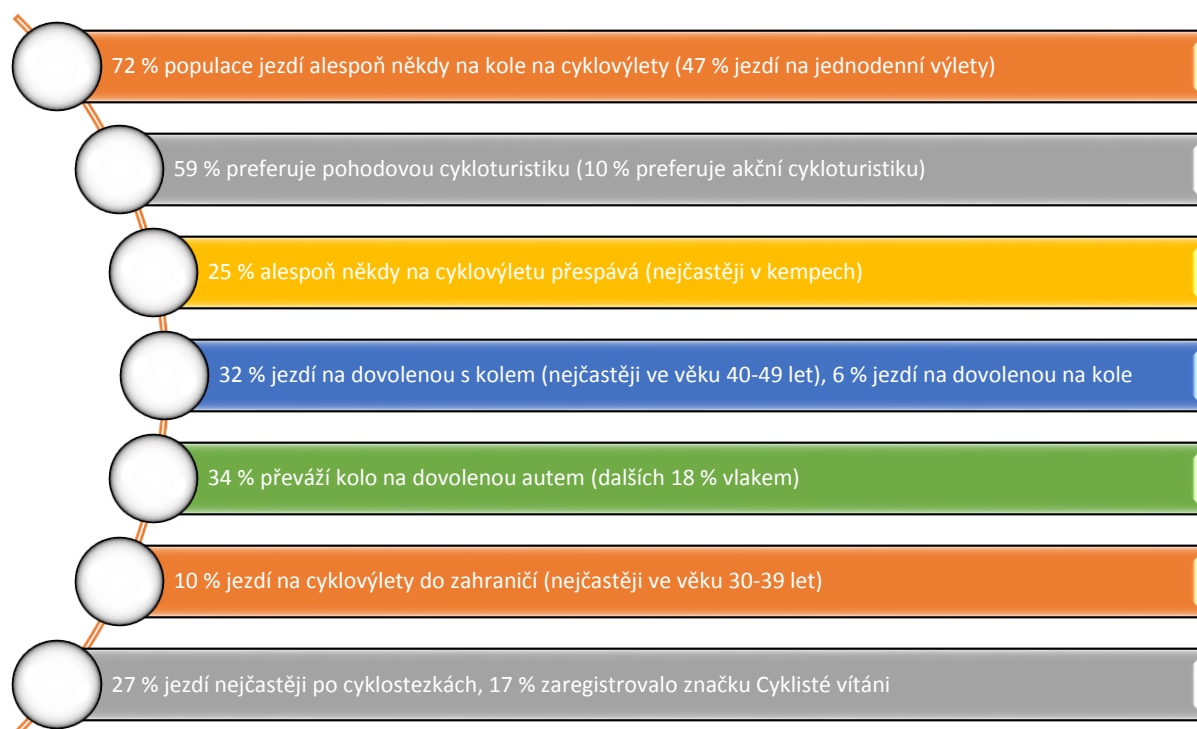 72 % populace jezdí alespoň někdy na kole na cyklovýlety (47 % jezdí na jednodenní výlety)
59 % preferuje pohodovou cykloturistiku (10 % preferuje akční cykloturistiku)
25 % alespoň někdy na cyklovýletu přespává (nejčastěji v kempech)
32 % jezdí na dovolenou s kolem (nejčastěji ve věku 40-49 let), 6 % jezdí na dovolenou na kole
34 % převáží kolo na dovolenou autem (dalších 18 % vlakem)
10 % jezdí na cyklovýlety do zahraničí (nejčastěji ve věku 30-39 let)
27 % jezdí nejčastěji po cyklostezkách, 17 % zaregistrovalo značku Cyklisté vítáni